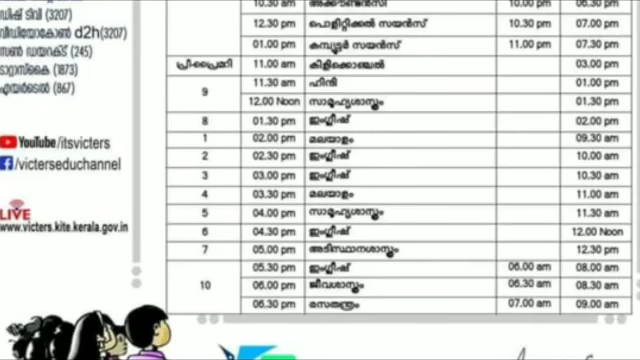 10.30 am അക്കൗണ്ടൻസി 10.00 pm 06.30 pm
ഡിഷ് ടിവി (3207)
12.30 pm പൊളിറ്റിക്കൽ സയൻസ് 10.30 pm 07.00 pm
വീഡിയോകോൺ d2h(3207)
01.00 pm കമ്പ്യൂട്ടർ സയൻസ് 11.00 pm 07.30 pm
സൺ ഡയറക്ട് (245)
പ്രീ-പ്രൈമറി 11.00 am കിളിക്കൊഞ്ചൽ 03.00 pm
ടാറ്റാസ്കൈ (1873)
എയർടെൽ (867)
9
11.30 am ഹിന്ദി 01.00 pm
12.00 Noon സാമൂഹ്യശാസ്ത്രം 01.30 pm
8 01.30 pm ഇംഗ്ലീഷ് 02.00 pm
YouTube/itsvicters
1 02.00 pm മലയാളം 09.30 am
2 02.30 pm ഇംഗ്ലീഷ് 10.00 am
/victerseduchannel
3 03.00 pm ഇംഗ്ലീഷ് 10.30 am
4 03.30 pm മലയാളം 11.00 am
LIVE
5 04.00 pm സാമൂഹ്യശാസ്ത്രം 11.30 am
www.victers.kite.kerala.gov.in
6 04.30 pm ഇംഗ്ലീഷ് 12.00 Noon
7 05.00 pm അടിസ്ഥാനശാസ്ത്രം 12.30 pm
10
05.30 pm ഇംഗ്ലീഷ് 06.00 am 08.00 am
06.00 pm ജീവശാസ്ത്രം 06.30 am 08.30 am
06.30 pm രസതന്ത്രം 07.00 am 09.00 am